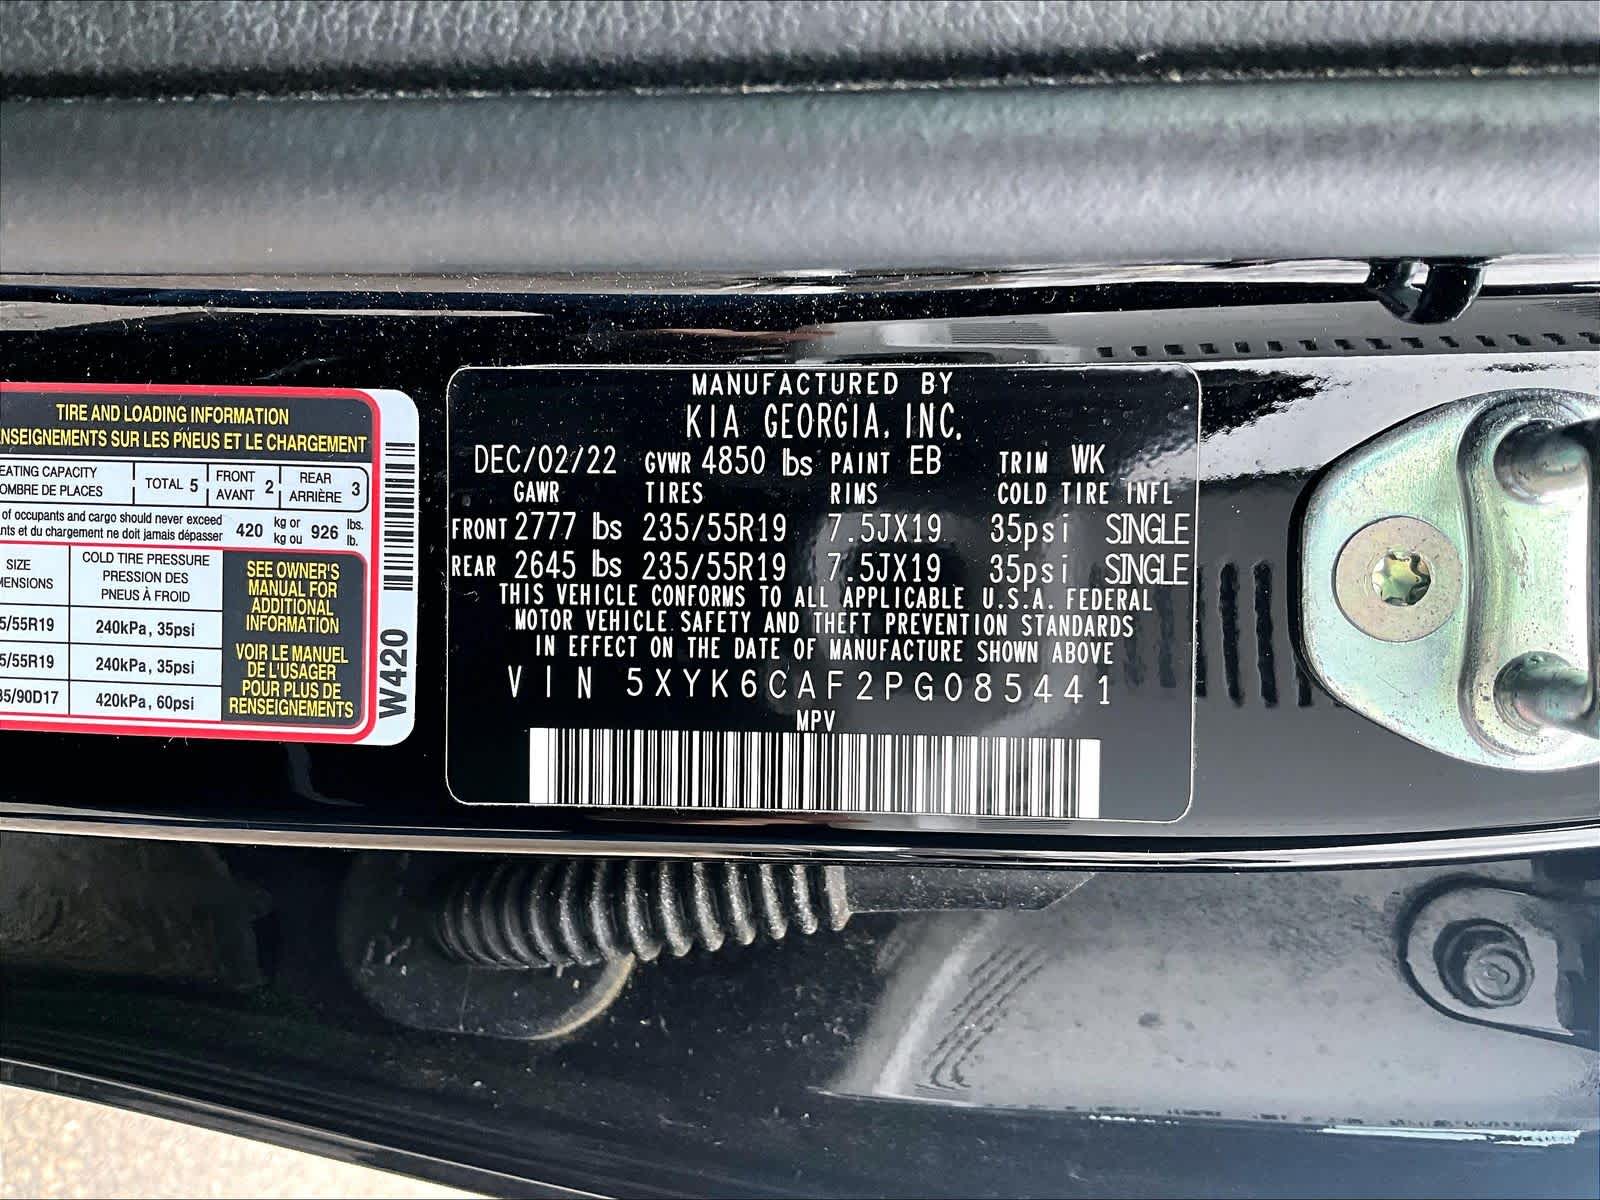 TIRE AND LOADING INFORMATION
NSEIGNEMENTS SUR LES PNEUS ET LE CHARGEMENT
EATING CAPACITY
OMBRE DE PLACES
TOTAL 5
FRONT
AVANT 2
REAR
ARRIÈRE 3
of occupants and cargo should never exceed
ants et du chargement ne doit jamais dépasser
420 kg or
kg ou
926 lbs.
lb.
SIZE
MENSIONS
COLD TIRE PRESSURE
PRESSION DES
PNEUS À FROID
5/55R19 240kPa, 35psi
5/55R19 240kPa, 35psi
35/90D17 420kPa, 60psi
SEE OWNER'S
MANUAL FOR
ADDITIONAL
INFORMATION
VOIR LE MANUEL
DE L'USAGER
POUR PLUS DE
RENSEIGNEMENTS
W420
MANUFACTURED BY
KIA GEORGIA, INC.
DEC/02/22 GVWR 4850 lbs PAINT EB TRIM WK
GAWR TIRES RIMS COLD TIRE INFL
FRONT 2777 lbs 235/55R19 7.5JX19 35psi SINGLE
REAR 2645 lbs 235/55R19 7.5JX19 35psi SINGLE
THIS VEHICLE CONFORMS TO ALL APPLICABLE U.S.A. FEDERAL
MOTOR VEHICLE SAFETY AND THEFT PREVENTION STANDARDS
IN EFFECT ON THE DATE OF MANUFACTURE SHOWN ABOVE
VIN 5XYK6CAF2PG085441
MPV